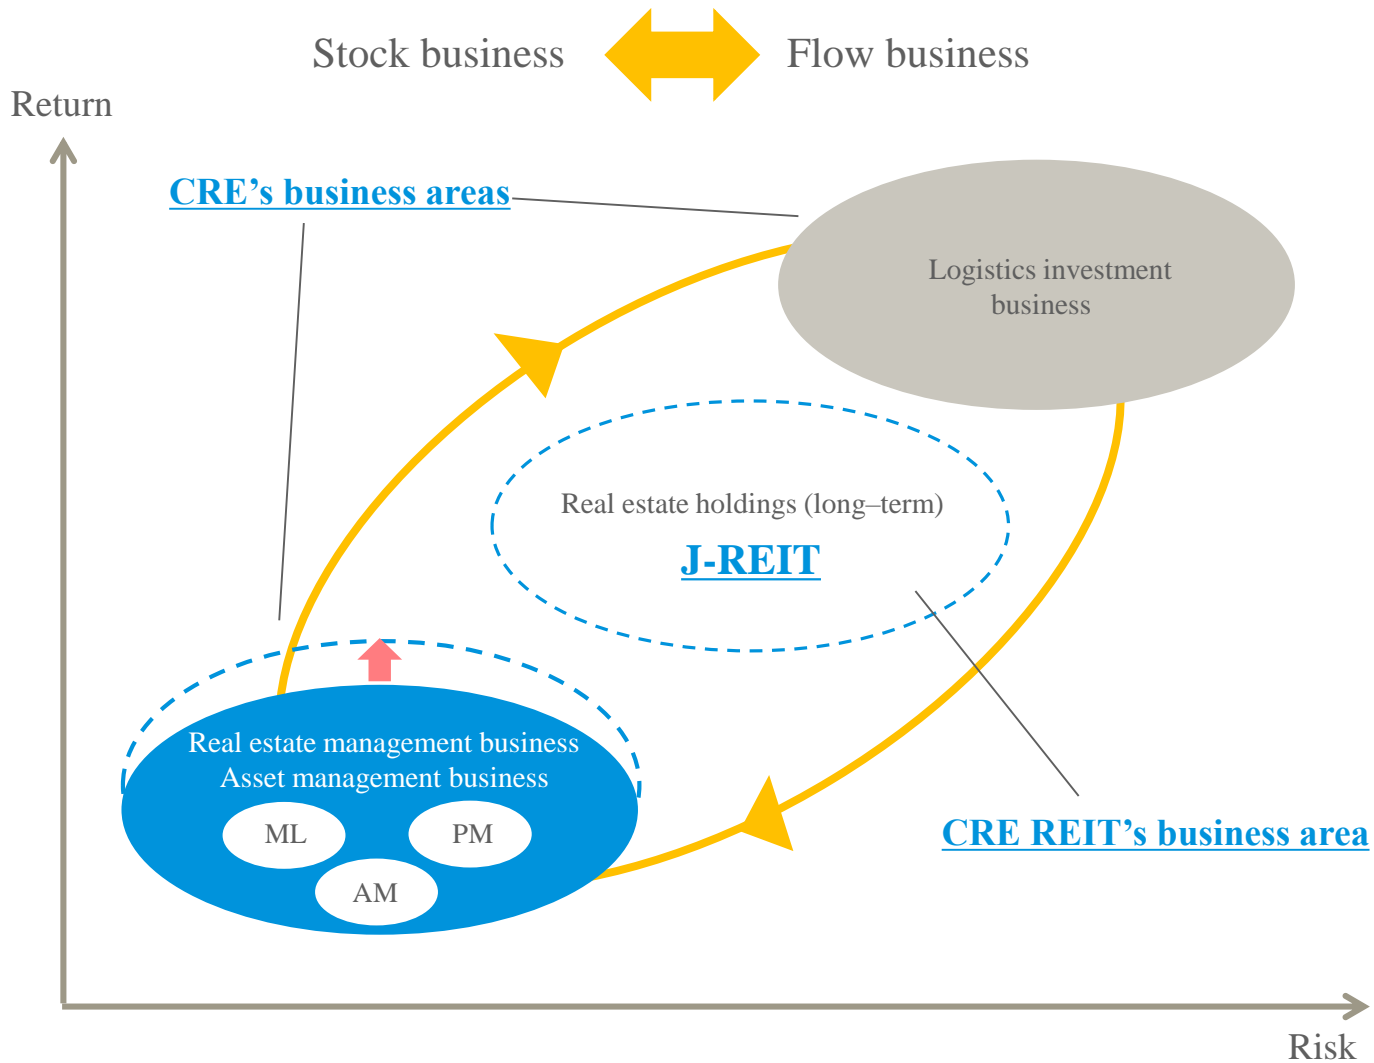 Stock business
Flow business
Return
CRE’s business areas
Logistics investment
business
Real estate holdings (long–term)
J-REIT
Real estate management business
Asset management business
ML
PM
AM
CRE REIT’s business area
Risk